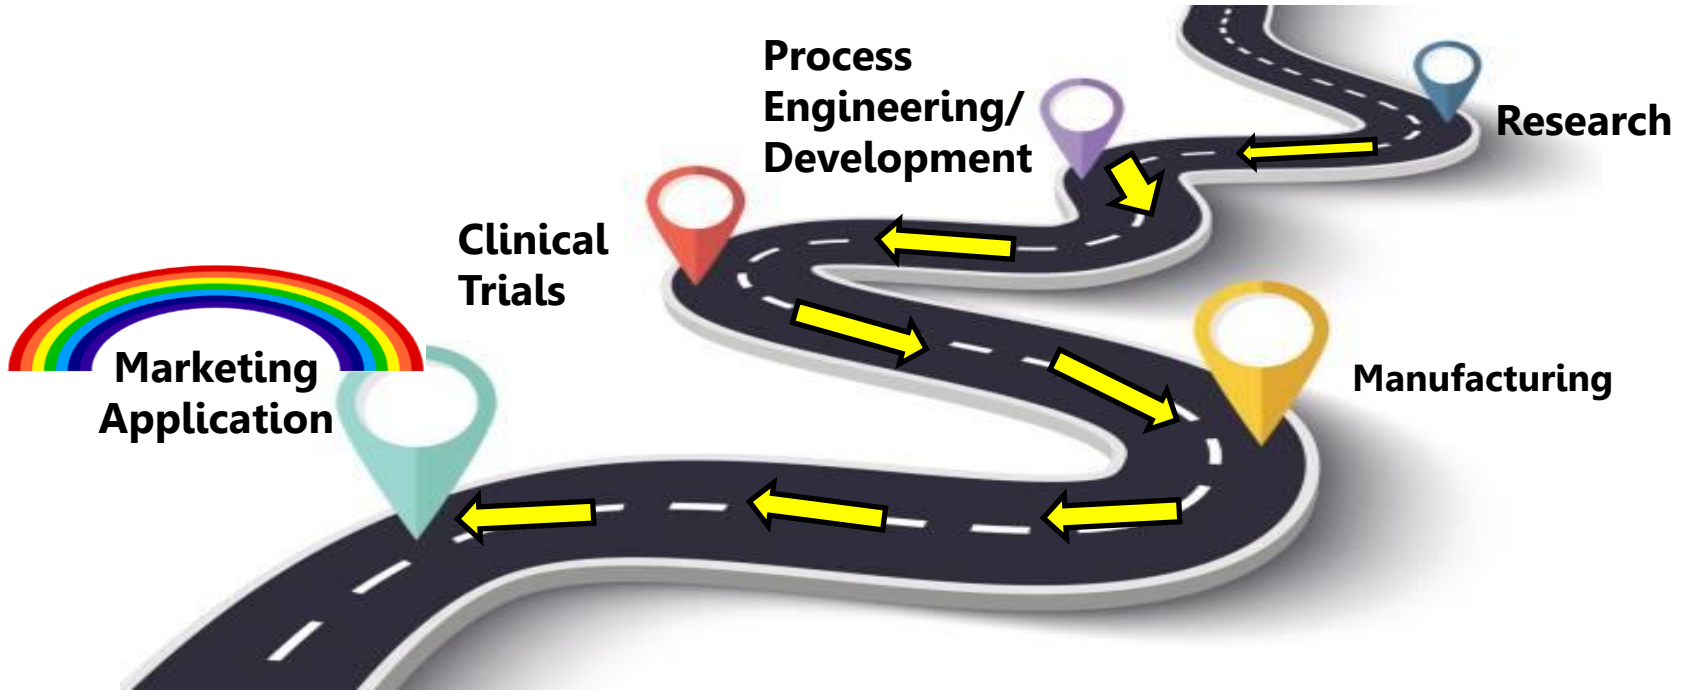 Process
Engineering/
Development
Research
Clinical
Trials
Marketing
Application
Manufacturing